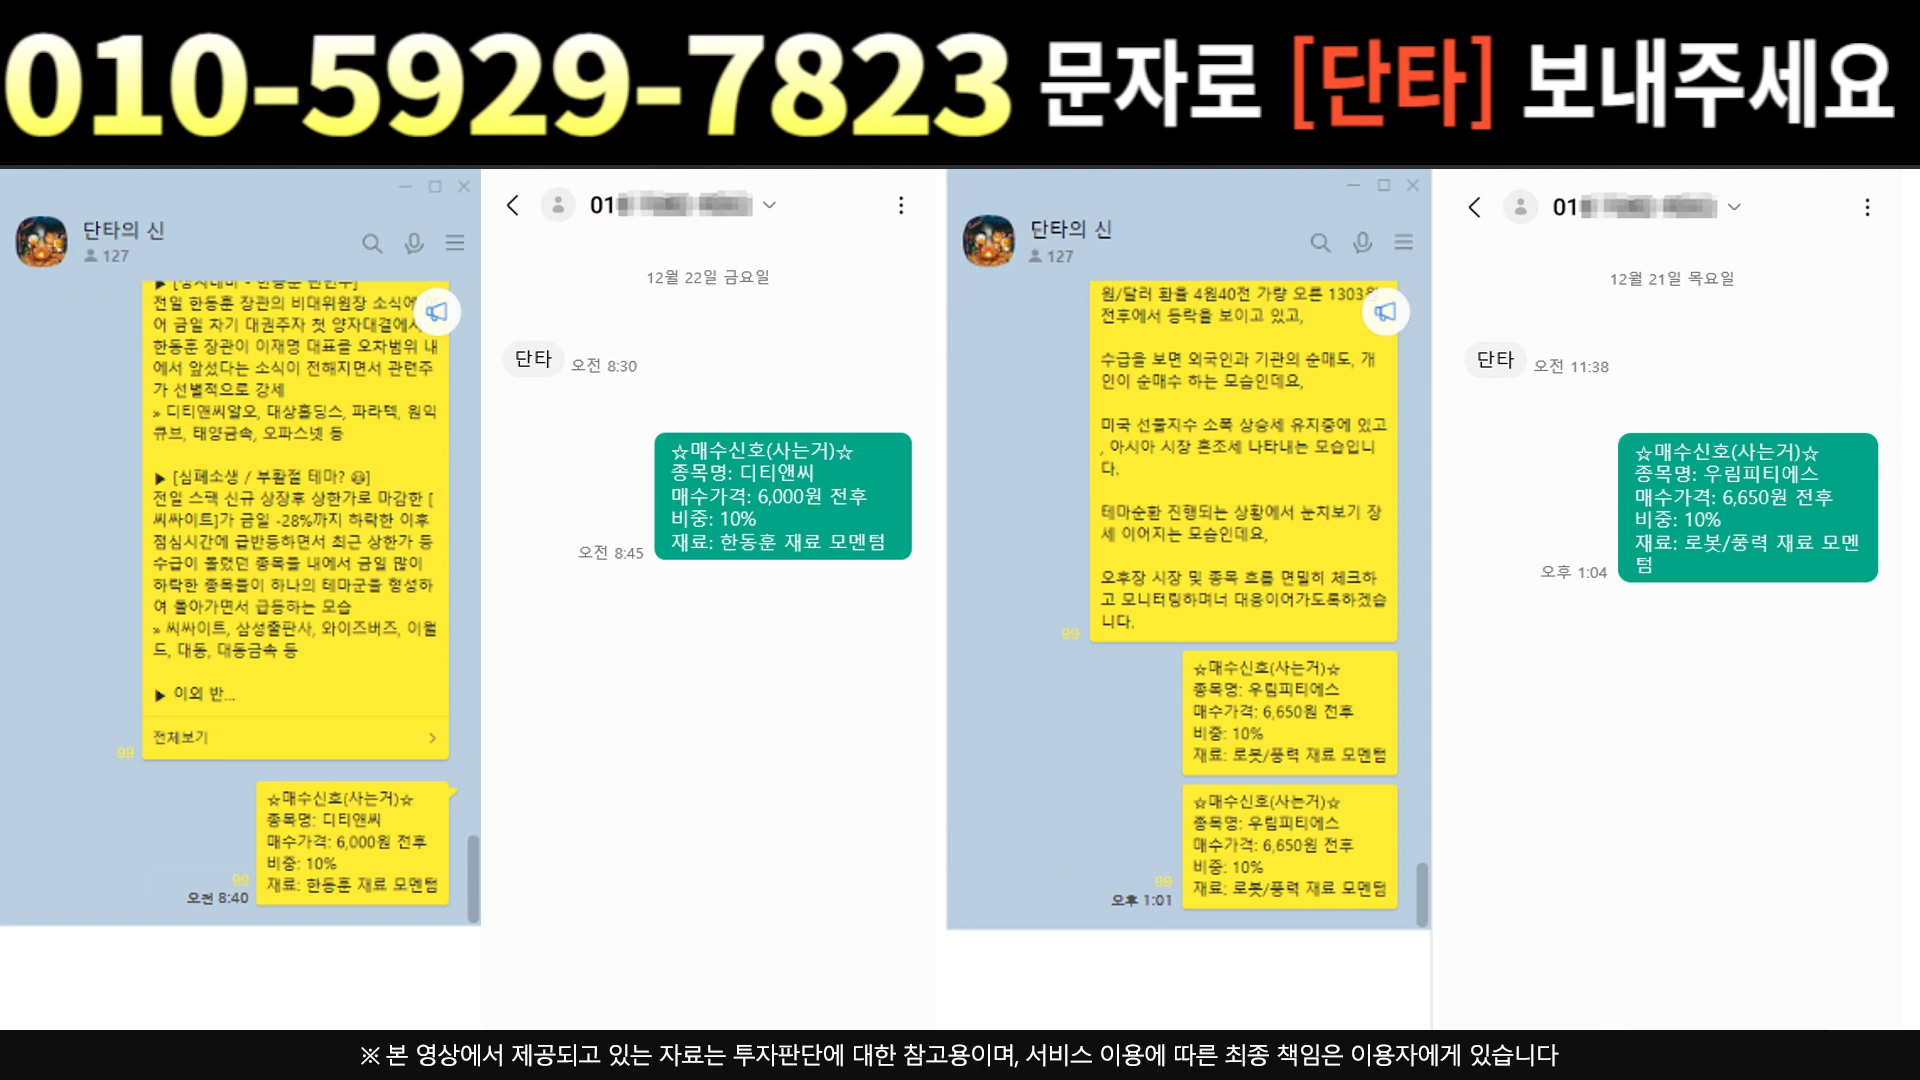 010-5929-7823 문자로 [단타] 보내주세요
단타의 신
127
전일 한동훈 장관의 비대위원장 소식에
어 금일 차기 대권주자 첫 양자대결에서
한동훈 장관이 이재명 대표를 오차범위 내
에서 앞섰다는 소식이 전해지면서 관련주
가 선별적으로 강세
» 디티앤씨알오, 대상홀딩스, 파라텍, 원익
큐브, 태양금속, 오파스넷 등
▶ [심폐소생 / 부활절 테마? 😆]
전일 스팩 신규 상장후 상한가로 마감한 [
씨싸이트]가 금일 -28%까지 하락한 이후
점심시간에 급반등하면서 최근 상한가 등
수급이 몰렸던 종목들 내에서 금일 많이
하락한 종목들이 하나의 테마군을 형성하
여 돌아가면서 급등하는 모습
» 씨싸이트, 삼성출판사, 와이즈버즈, 이월
드, 대동, 대동금속 등
▶ 이외 반...
전체보기
99
☆매수신호(사는거)☆
종목명: 디티앤씨
매수가격: 6,000원 전후
비중: 10%
재료: 한동훈 재료 모멘텀
99
오전 8:40
01
12월 22일 금요일
단타
오전 8:30
☆매수신호(사는거)☆
종목명: 디티앤씨
매수가격: 6,000원 전후
비중: 10%
재료: 한동훈 재료 모멘텀
오전 8:45
단타의 신
127
원/달러 환율 4원40전 가량 오른 1303원
전후에서 등락을 보이고 있고,
수급을 보면 외국인과 기관의 순매도, 개
인이 순매수 하는 모습인데요,
미국 선물지수 소폭 상승세 유지중에 있고
, 아시아 시장 혼조세 나타내는 모습입니
다.
테마순환 진행되는 상황에서 눈치보기 장
세 이어지는 모습인데요,
오후장 시장 및 종목 흐름 면밀히 체크하
고 모니터링하며너 대응이어가도록하겠습
니다.
99
☆매수신호(사는거)☆
종목명: 우림피티에스
매수가격: 6,650원 전후
비중: 10%
재료: 로봇/풍력 재료 모멘텀
☆매수신호(사는거)☆
종목명: 우림피티에스
매수가격: 6,650원 전후
비중: 10%
재료: 로봇/풍력 재료 모멘텀
99
오후 1:01
01
12월 21일 목요일
단타
오전 11:38
☆매수신호(사는거)☆
종목명: 우림피티에스
매수가격: 6,650원 전후
비중: 10%
재료: 로봇/풍력 재료 모멘
텀
오후 1:04
※ 본 영상에서 제공되고 있는 자료는 투자판단에 대한 참고용이며, 서비스 이용에 따른 최종 책임은 이용자에게 있습니다